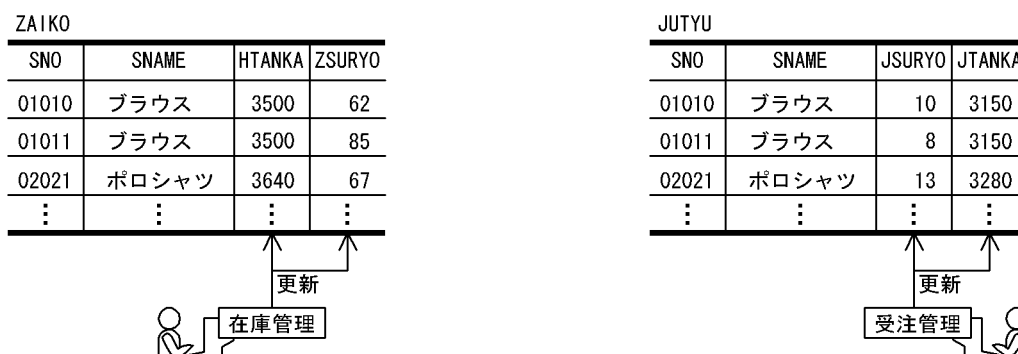 ZAIKO
SNO SNAME HTANKA ZSURYO
01010 ブラウス 3500 62
01011 ブラウス 3500 85
02021 ポロシャツ 3640 67
⋮ ⋮ ⋮ ⋮
更新
在庫管理
JUTYU
SNO SNAME JSURYO JTANKA
01010 ブラウス 10 3150
01011 ブラウス 8 3150
02021 ポロシャツ 13 3280
⋮ ⋮ ⋮ ⋮
更新
受注管理